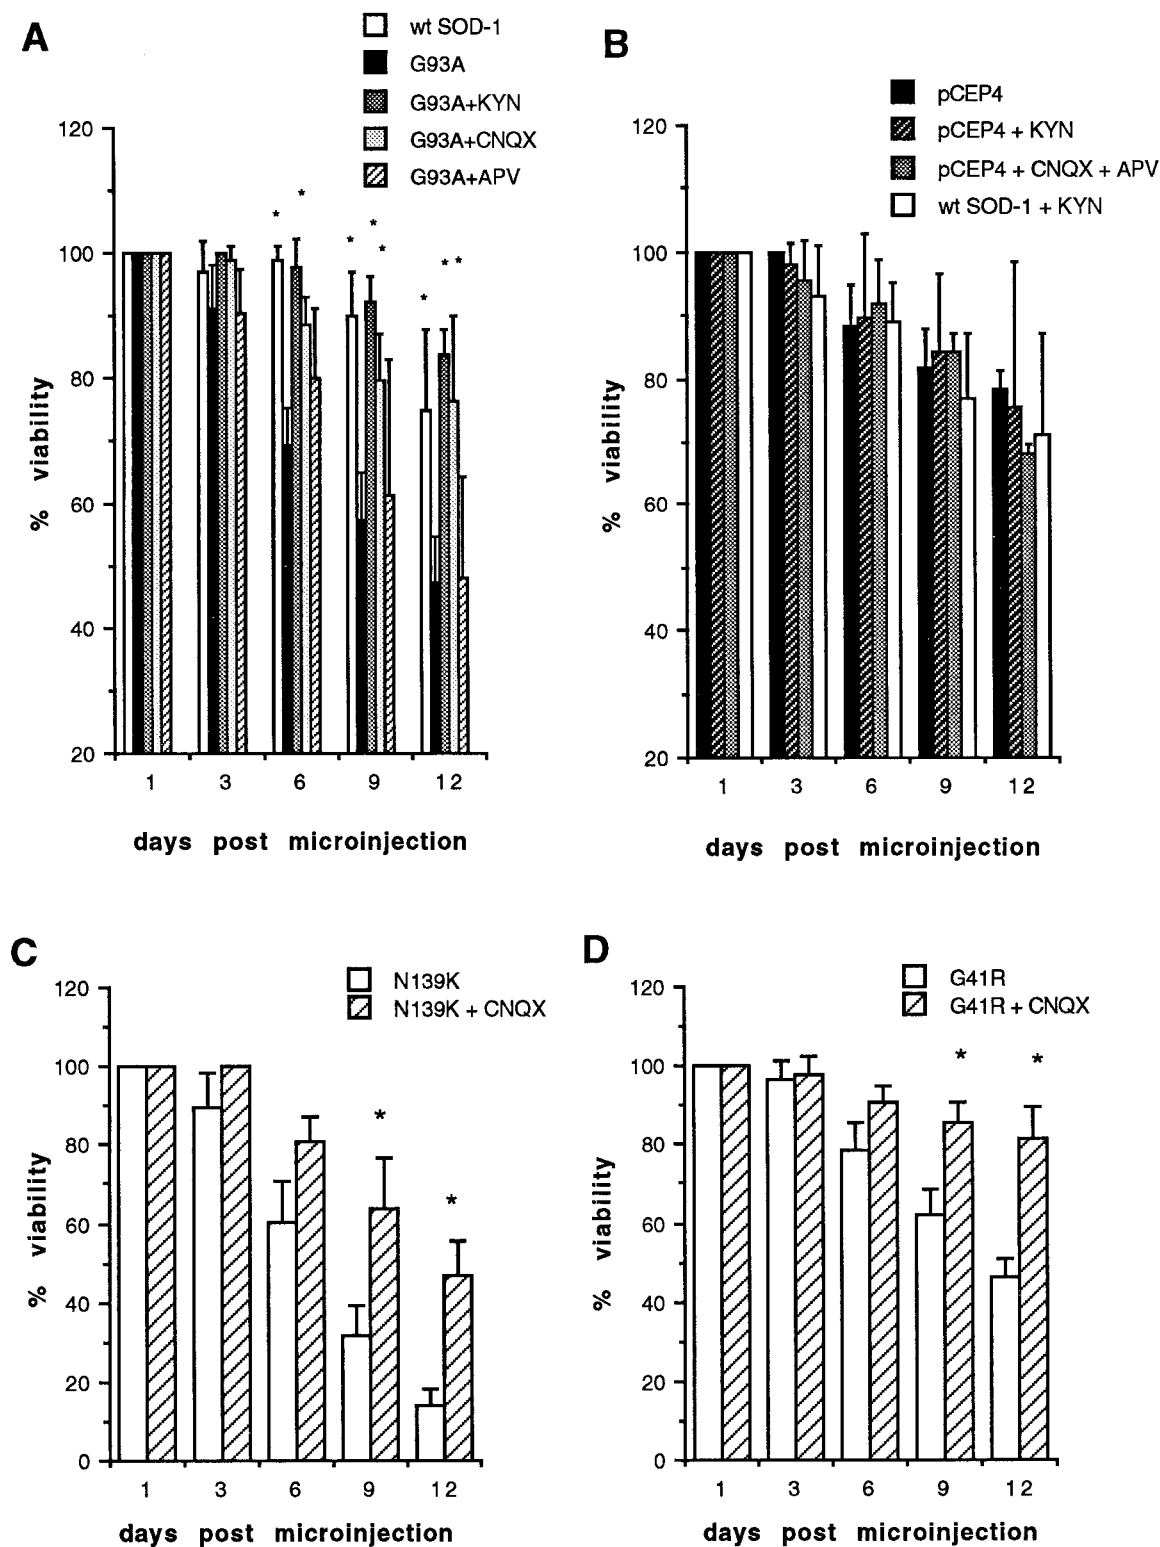 A
wt SOD-1
G93A
G93A+KYN
G93A+CNQX
G93A+APV
120
100
80
60
40
20
% viability
* * * * * * * *
1 3 6 9 12
days post microinjection
B
pCEP4
pCEP4 + KYN
pCEP4 + CNQX + APV
wt SOD-1 + KYN
120
100
80
60
40
20
% viability
1 3 6 9 12
days post microinjection
C
N139K
N139K + CNQX
120
100
80
60
40
20
0
% viability
* *
1 3 6 9 12
days post microinjection
D
G41R
G41R + CNQX
120
100
80
60
40
20
0
% viability
* *
1 3 6 9 12
days post microinjection